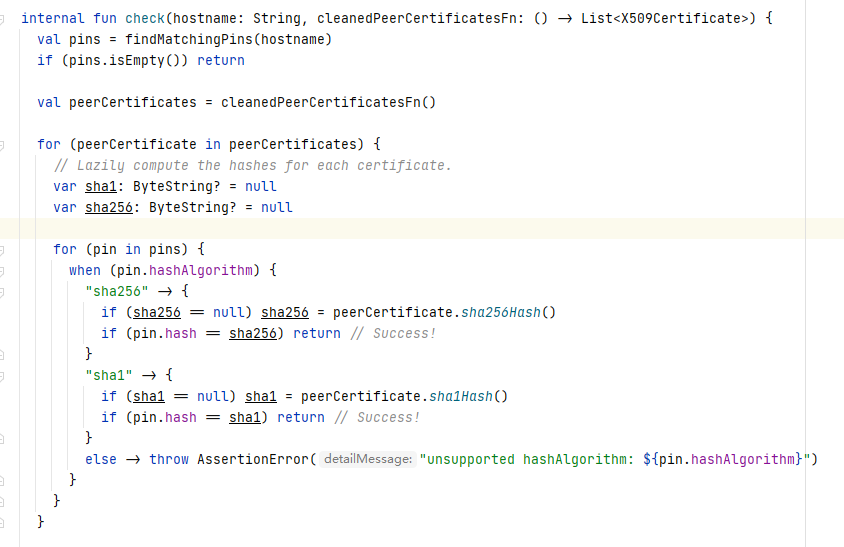 internal fun check(hostname: String, cleanedPeerCertificatesFn: () -> List<X509Certificate>) {
  val pins = findMatchingPins(hostname)
  if (pins.isEmpty()) return

  val peerCertificates = cleanedPeerCertificatesFn()

  for (peerCertificate in peerCertificates) {
    // Lazily compute the hashes for each certificate.
    var sha1: ByteString? = null
    var sha256: ByteString? = null

    for (pin in pins) {
      when (pin.hashAlgorithm) {
        "sha256" -> {
          if (sha256 == null) sha256 = peerCertificate.sha256Hash()
          if (pin.hash == sha256) return // Success!
        }
        "sha1" -> {
          if (sha1 == null) sha1 = peerCertificate.sha1Hash()
          if (pin.hash == sha1) return // Success!
        }
        else -> throw AssertionError( detailMessage: "unsupported hashAlgorithm: ${pin.hashAlgorithm}")
      }
    }
  }